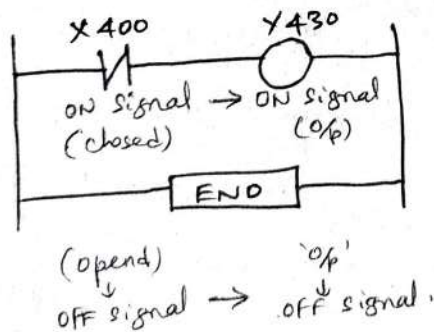 X400 Y430
ON Signal → ON Signal
(closed) (O/p)
END
(opend) 'O/p'
↓ ↓
OFF signal → OFF signal.